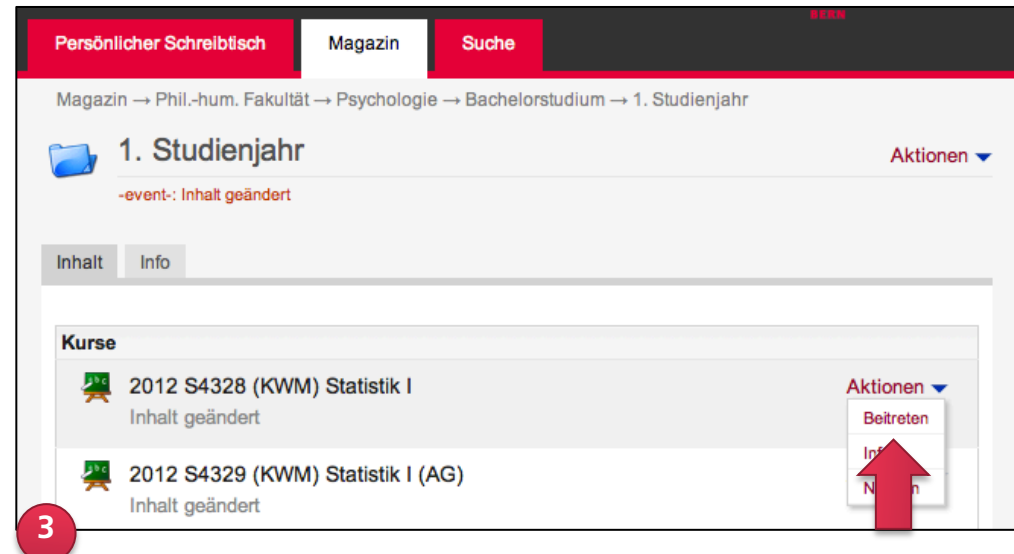 BERN
Persönlicher Schreibtisch Magazin Suche
Magazin → Phil.-hum. Fakultät → Psychologie → Bachelorstudium → 1. Studienjahr
1. Studienjahr Aktionen
-event-: Inhalt geändert
Inhalt Info
Kurse
2012 S4328 (KWM) Statistik I Aktionen
Inhalt geändert Beitreten
2012 S4329 (KWM) Statistik I (AG)
Inhalt geändert
3